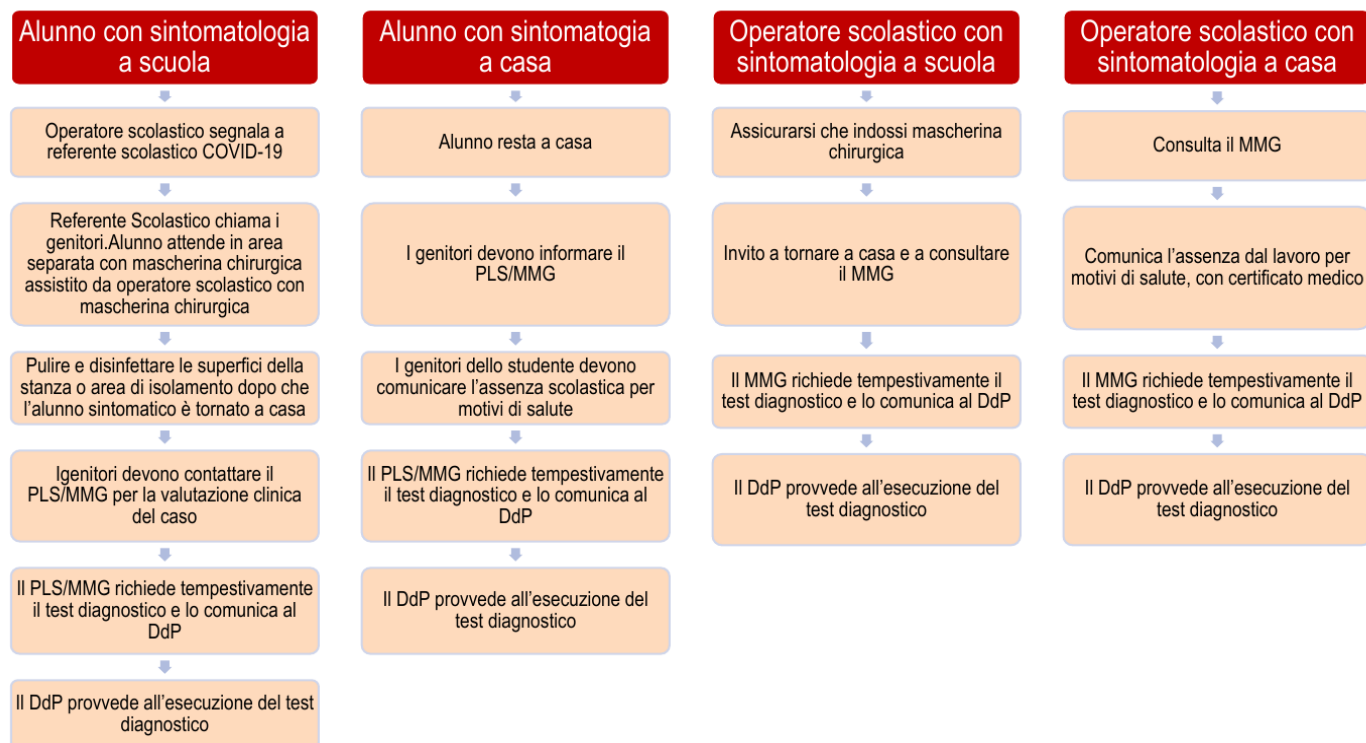 Alunno con sintomatologia
a scuola
Operatore scolastico segnala a
referente scolastico COVID-19
Referente Scolastico chiama i
genitori.Alunno attende in area
separata con mascherina chirurgica
assistito da operatore scolastico con
mascherina chirurgica
Pulire e disinfettare le superfici della
stanza o area di isolamento dopo che
l'alunno sintomatico è tornato a casa
Igenitori devono contattare il
PLS/MMG per la valutazione clinica
del caso
Il PLS/MMG richiede tempestivamente
il test diagnostico e lo comunica al
DdP
Il DdP provvede all'esecuzione del test
diagnostico
Alunno con sintomatogia
a casa
Alunno resta a casa
I genitori devono informare il
PLS/MMG
I genitori dello studente devono
comunicare l'assenza scolastica per
motivi di salute
Il PLS/MMG richiede tempestivamente
il test diagnostico e lo comunica al
DdP
Il DdP provvede all'esecuzione del
test diagnostico
Operatore scolastico con
sintomatologia a scuola
Assicurarsi che indossi mascherina
chirurgica
Invito a tornare a casa e a consultare
il MMG
Il MMG richiede tempestivamente il
test diagnostico e lo comunica al DdP
Il DdP provvede all'esecuzione del
test diagnostico
Operatore scolastico con
sintomatologia a casa
Consulta il MMG
Comunica l'assenza dal lavoro per
motivi di salute, con certificato medico
Il MMG richiede tempestivamente il
test diagnostico e lo comunica al DdP
Il DdP provvede all'esecuzione del
test diagnostico